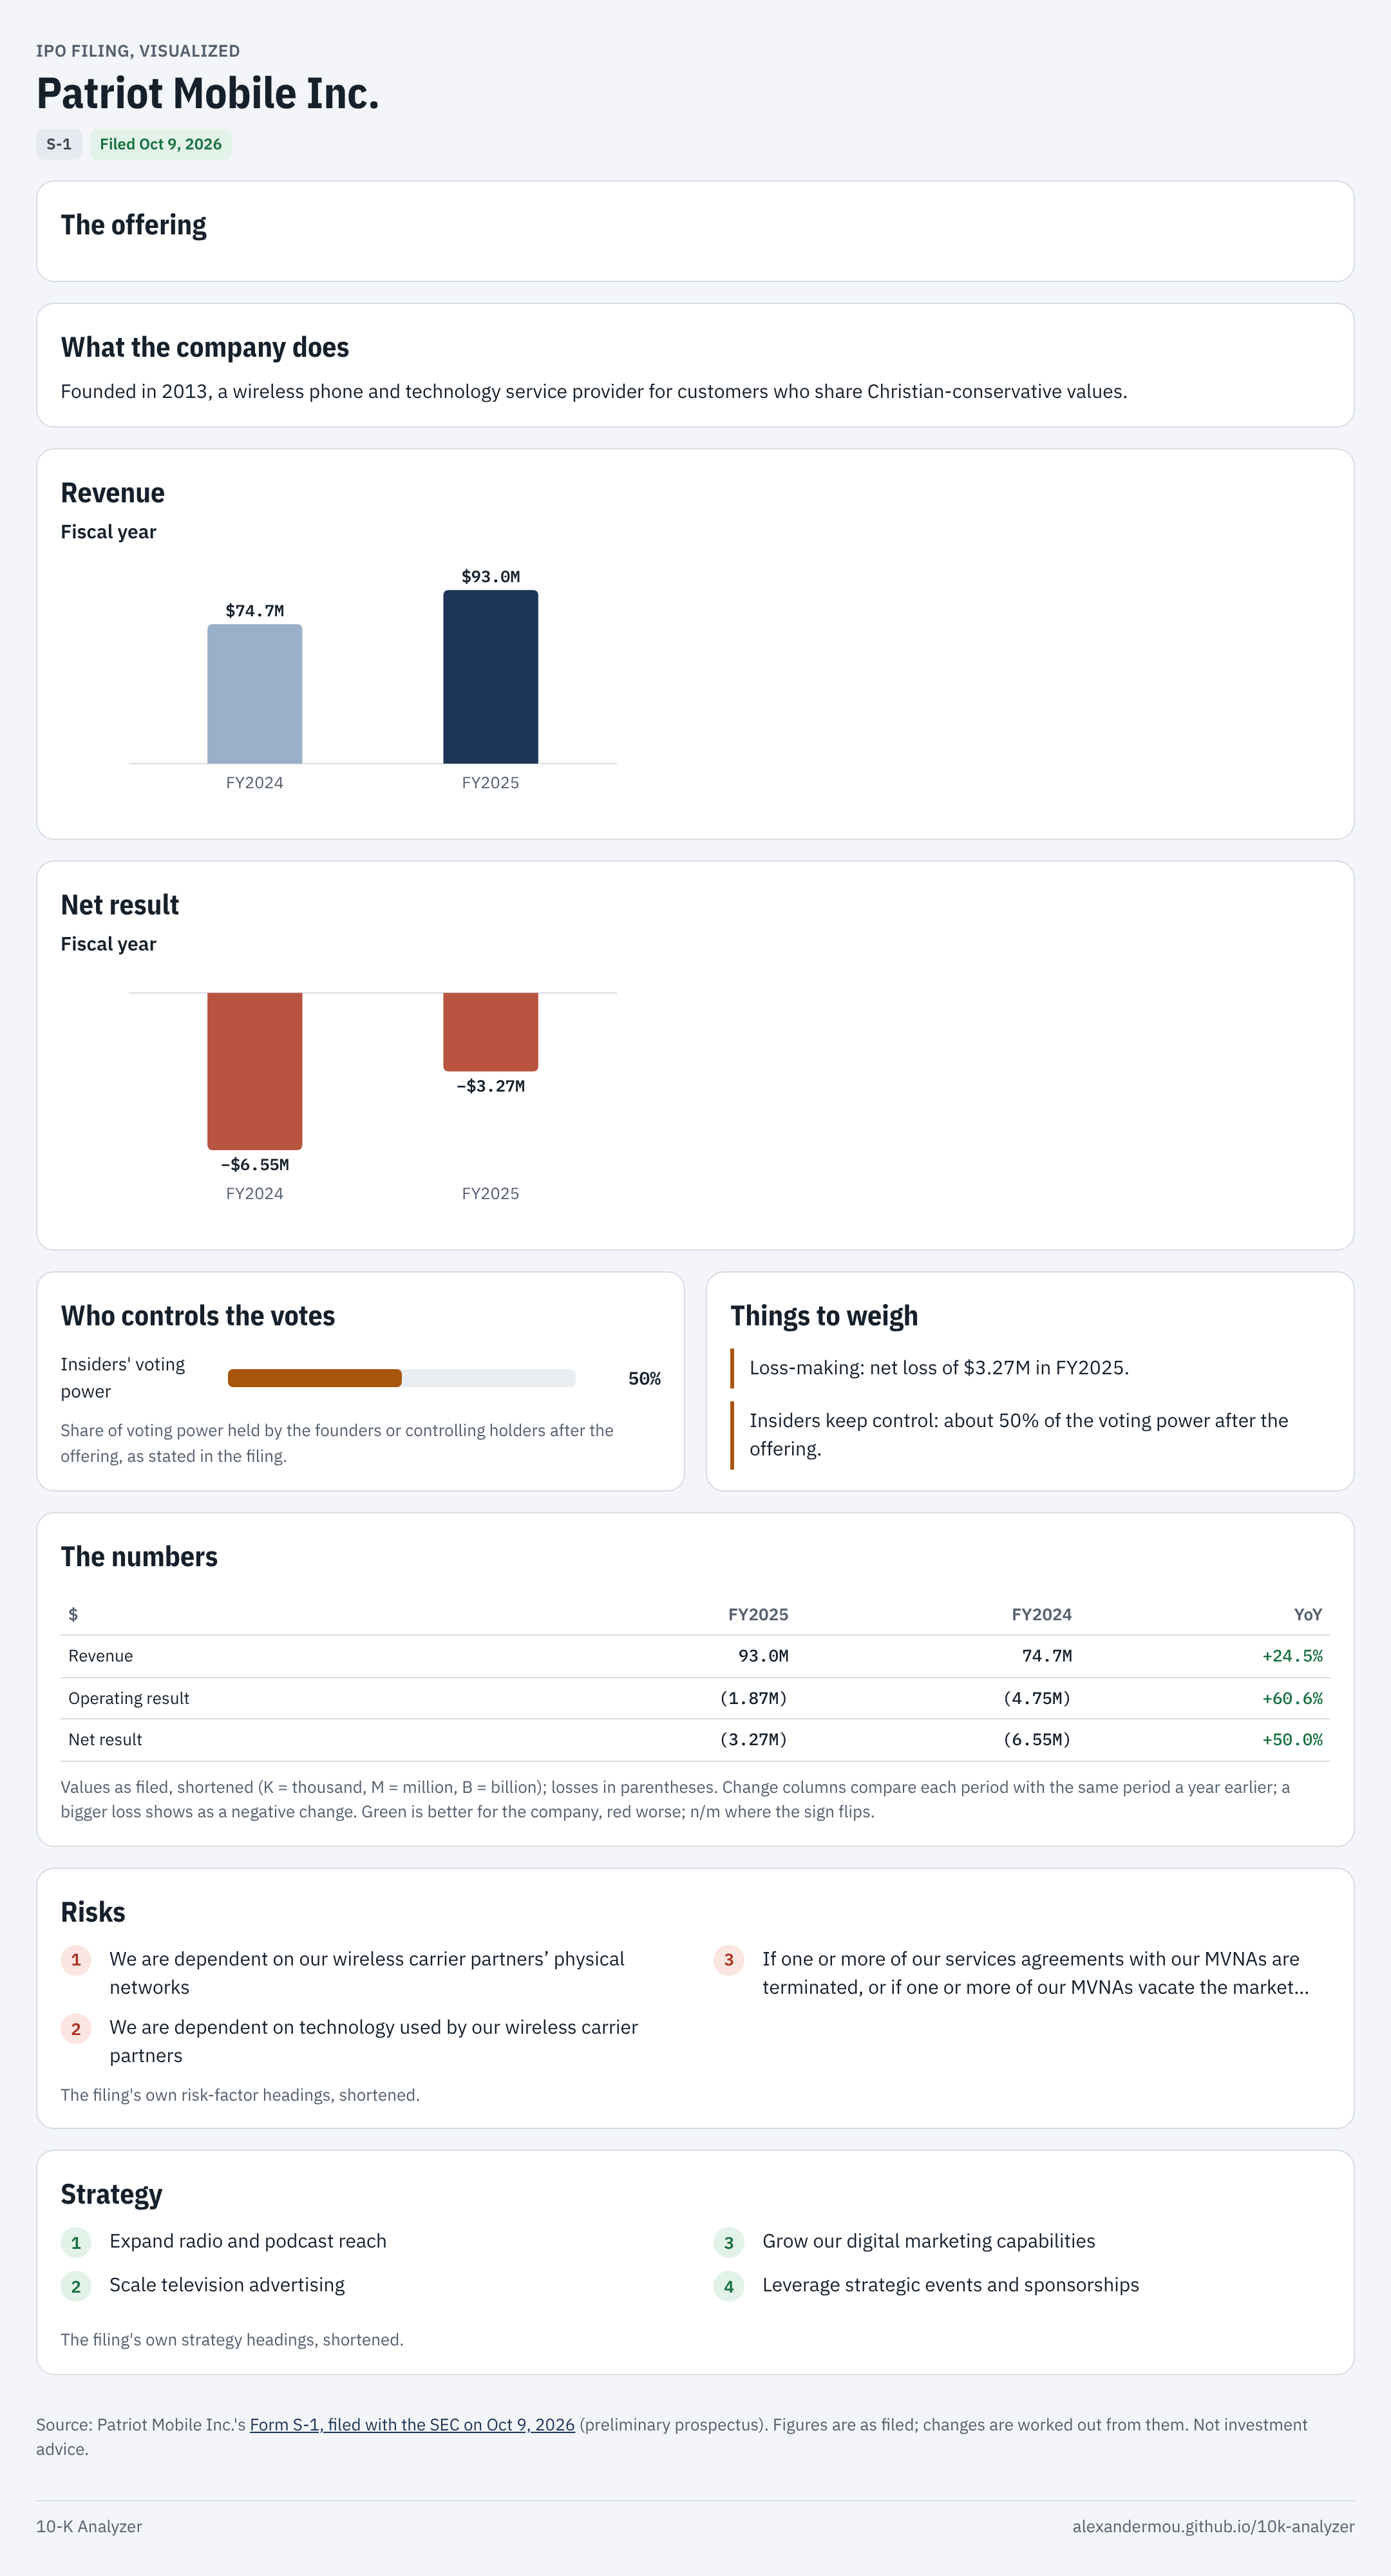 IPO FILING, VISUALIZED
Patriot Mobile Inc.
S-1
Filed Oct 9, 2026
The offering
What the company does
Founded in 2013, a wireless phone and technology service provider for customers who share Christian-conservative values.
Revenue
Fiscal year
$74.7M
$93.0M
FY2024
FY2025
Net result
Fiscal year
−$3.27M
−$6.55M
FY2024
FY2025
Who controls the votes
Insiders' voting
power
50%
Share of voting power held by the founders or controlling holders after the
offering, as stated in the filing.
Things to weigh
Loss-making: net loss of $3.27M in FY2025.
Insiders keep control: about 50% of the voting power after the
offering.
The numbers
$ FY2025 FY2024 YoY
Revenue 93.0M 74.7M +24.5%
Operating result (1.87M) (4.75M) +60.6%
Net result (3.27M) (6.55M) +50.0%
Values as filed, shortened (K = thousand, M = million, B = billion); losses in parentheses. Change columns compare each period with the same period a year earlier; a
bigger loss shows as a negative change. Green is better for the company, red worse; n/m where the sign flips.
Risks
1 We are dependent on our wireless carrier partners’ physical
networks
2 We are dependent on technology used by our wireless carrier
partners
3 If one or more of our services agreements with our MVNAs are
terminated, or if one or more of our MVNAs vacate the market…
The filing's own risk-factor headings, shortened.
Strategy
1 Expand radio and podcast reach
2 Scale television advertising
3 Grow our digital marketing capabilities
4 Leverage strategic events and sponsorships
The filing's own strategy headings, shortened.
Source: Patriot Mobile Inc.'s Form S-1, filed with the SEC on Oct 9, 2026 (preliminary prospectus). Figures are as filed; changes are worked out from them. Not investment
advice.
10-K Analyzer
alexandermou.github.io/10k-analyzer